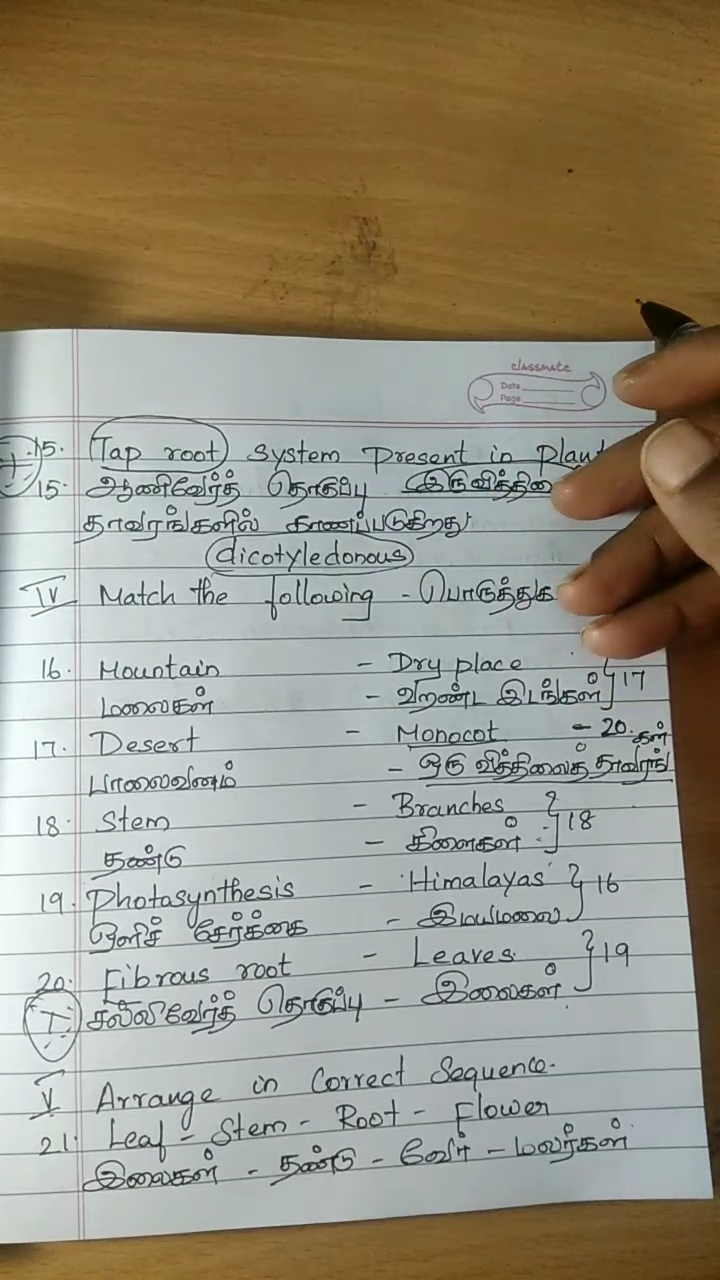 classmate
Date
Page
15. Tap root system Present in Plant
15. ஆணிவேர்த் தொகுப்பு இருவித்தி
தாவரங்களில் காணப்படுகிறது
dicotyledonous
IV Match the following - பொருத்துக
16. Mountain - Dry place
மலைகள் - வறண்ட இடங்கள் } 17
17. Desert - Monocot - 20.
பாலைவனம் - ஒரு வித்திலைத் தாவரங்கள்
18. Stem - Branches
தண்டு - கிளைகள் } 18
19. Photasynthesis - Himalayas } 16
ஒளிச் சேர்க்கை - இமயமலை
20. Fibrous root - Leaves. } 19
T சல்லிவேர்த் தொகுப்பு - இலைகள்
V Arrange in Correct Sequence.
21. Leaf - Stem - Root - Flower
இலைகள் - தண்டு - வேர் - மலர்கள்